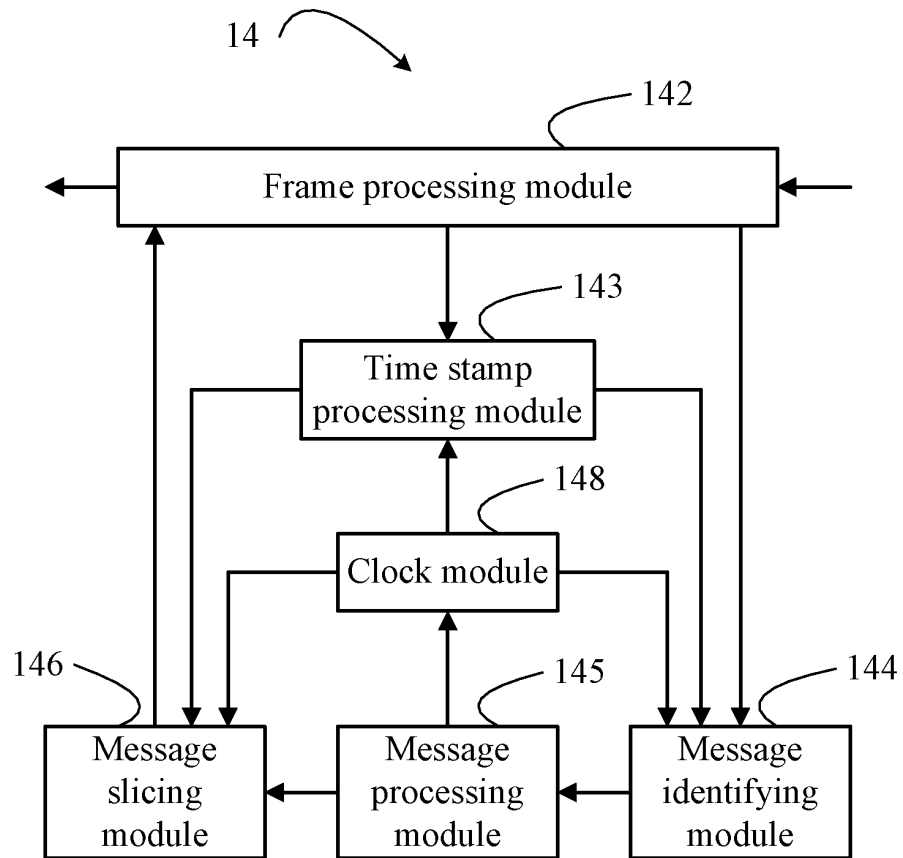 14
142
Frame processing module
143
Time stamp
processing module
148
Clock module
146
145
144
Message
slicing
module
Message
processing
module
Message
identifying
module